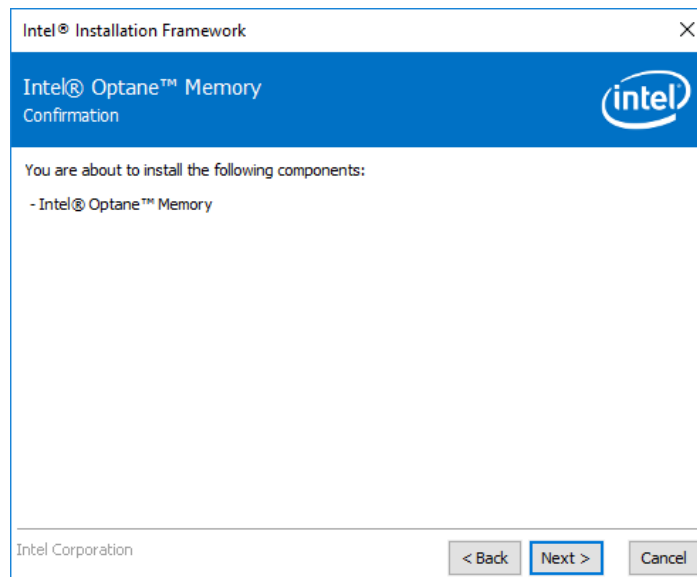 Intel® Installation Framework
Intel® Optane™ Memory
Confirmation
intel
You are about to install the following components:
- Intel® Optane™ Memory
Intel Corporation
< Back
Next >
Cancel